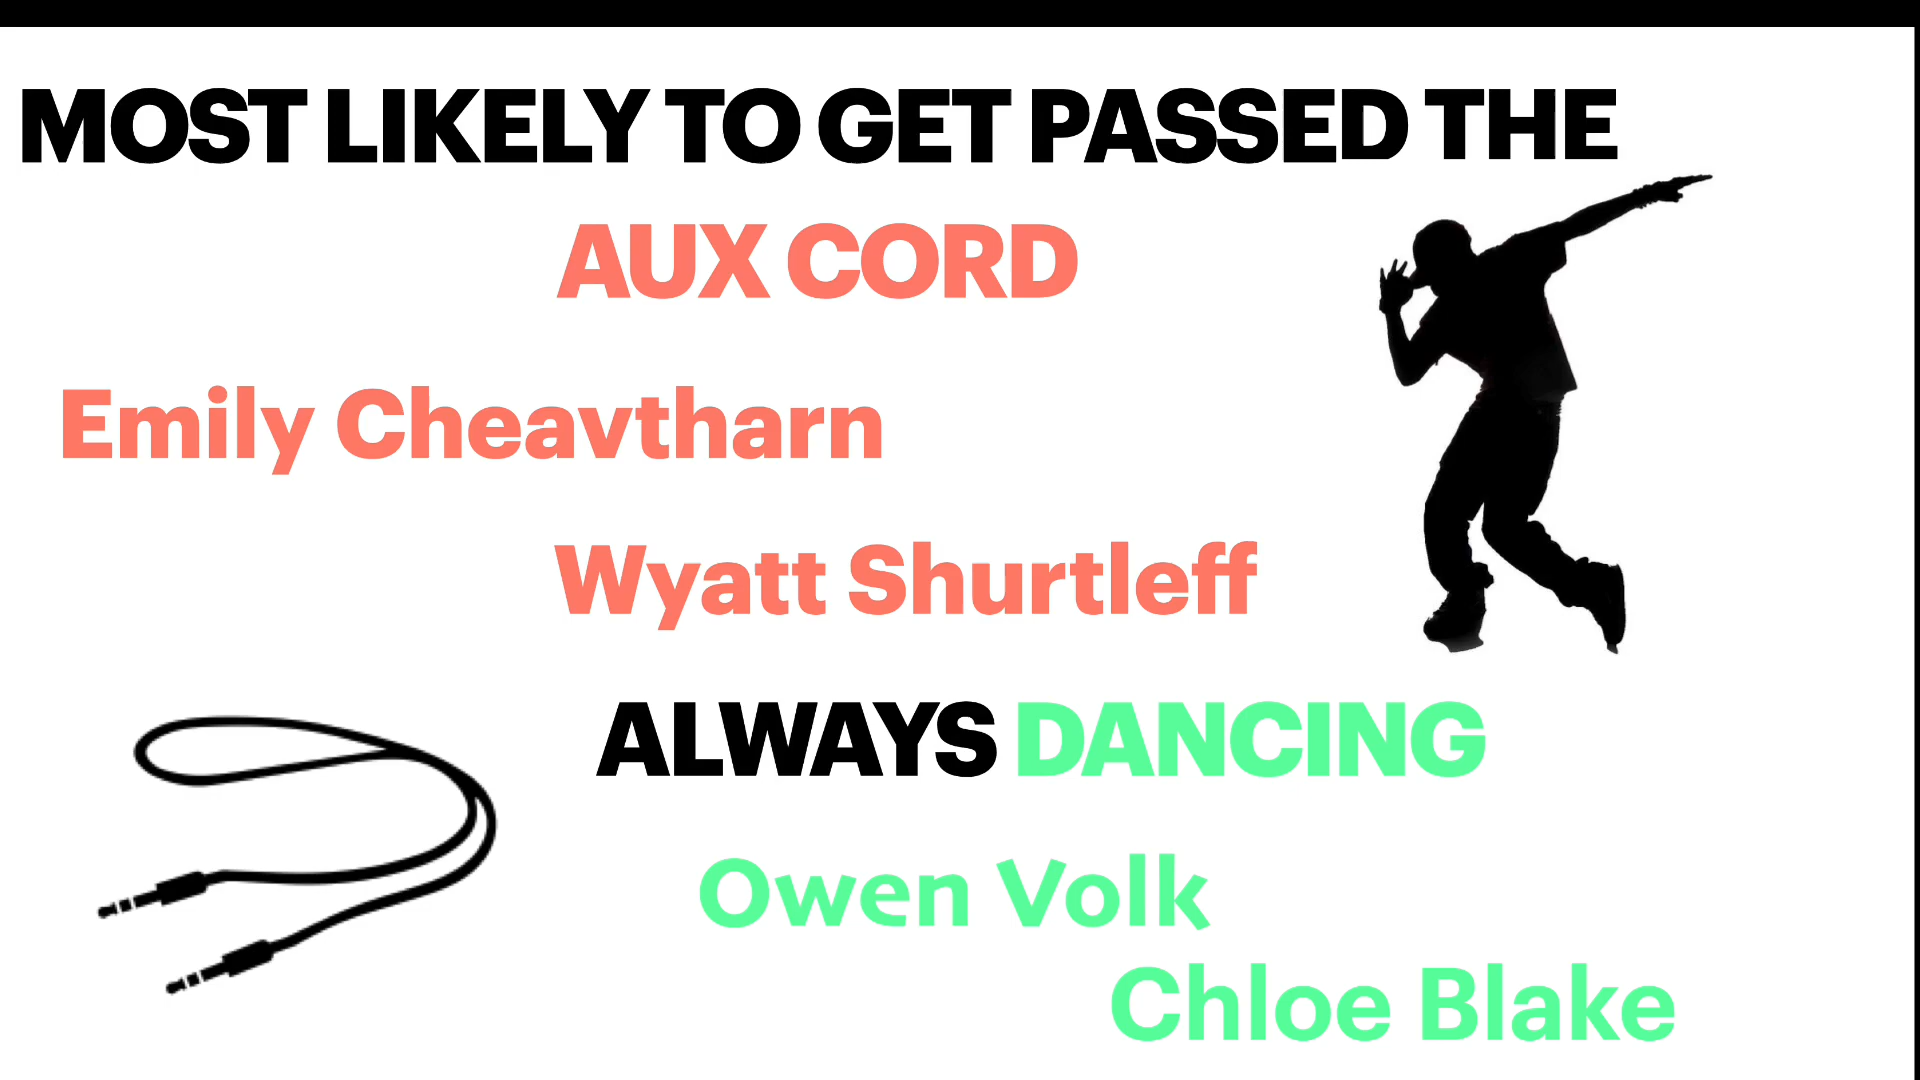 MOST LIKELY TO GET PASSED THE
AUX CORD
Emily Cheavtharn
Wyatt Shurtleff
ALWAYS DANCING
Owen Volk
Chloe Blake